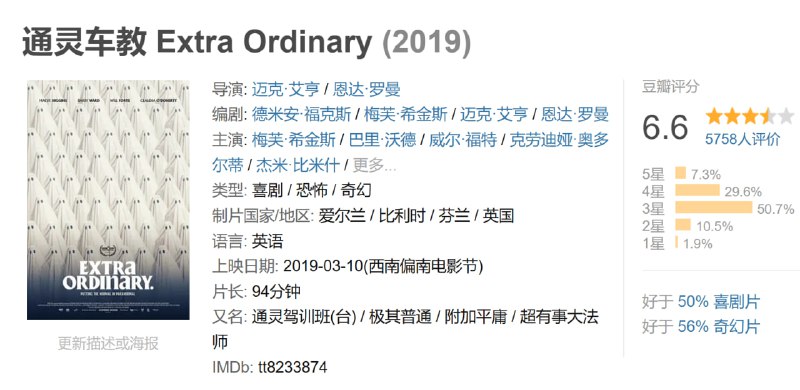 通灵车教 Extra Ordinary (2019)
MAEVE HIGGINS BARRY WARD WILL FORTE CLAUDIA O'DOHERTY
EXTRA
ORDINARY.
PUTTING THE NORMAL IN PARANORMAL
更新描述或海报
导演: 迈克·艾亨 / 恩达·罗曼
编剧: 德米安·福克斯 / 梅芙·希金斯 / 迈克·艾亨 / 恩达·罗曼
主演: 梅芙·希金斯 / 巴里·沃德 / 威尔·福特 / 克劳迪娅·奥多
尔蒂 / 杰米·比米什 / 更多...
类型: 喜剧 / 恐怖 / 奇幻
制片国家/地区: 爱尔兰 / 比利时 / 芬兰 / 英国
语言: 英语
上映日期: 2019-03-10(西南偏南电影节)
片长: 94分钟
又名: 通灵驾训班(台) / 极其普通 / 附加平庸 / 超有事大法
师
IMDb: tt8233874
豆瓣评分
6.6
5758人评价
5星 7.3%
4星 29.6%
3星 50.7%
2星 10.5%
1星 1.9%
好于 50% 喜剧片
好于 56% 奇幻片